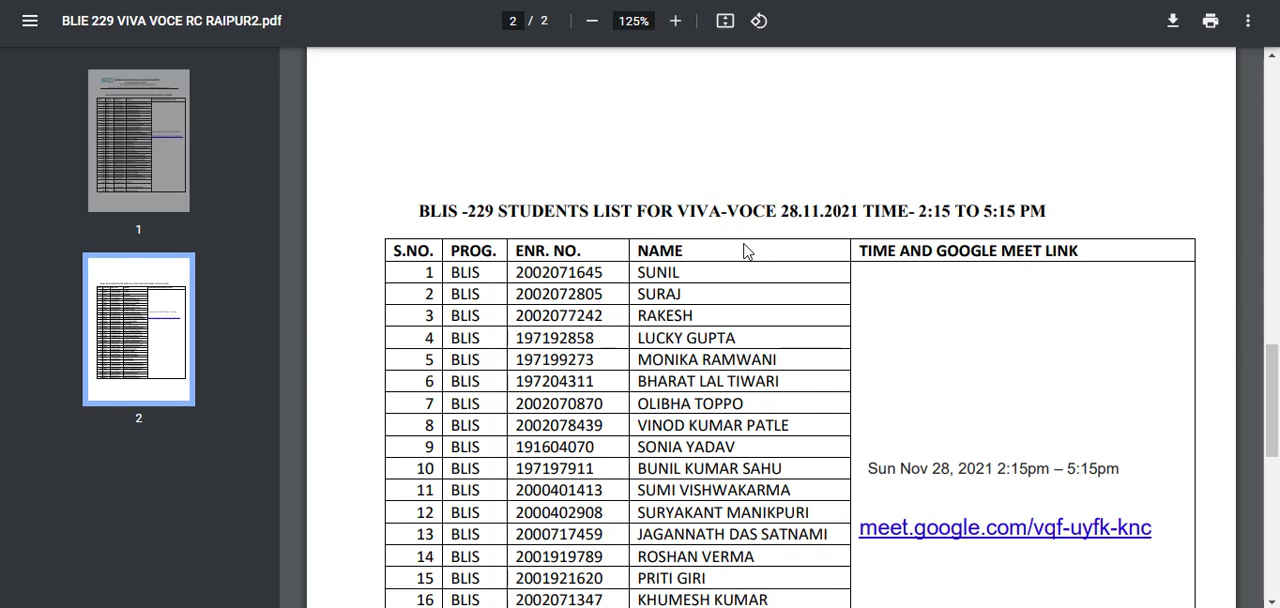 BLIE 229 VIVA VOCE RC RAIPUR2.pdf
2 / 2
125%
1
2
BLIS -229 STUDENTS LIST FOR VIVA-VOCE 28.11.2021 TIME- 2:15 TO 5:15 PM
S.NO. PROG. ENR. NO. NAME TIME AND GOOGLE MEET LINK
1 BLIS 2002071645 SUNIL
2 BLIS 2002072805 SURAJ
3 BLIS 2002077242 RAKESH
4 BLIS 197192858 LUCKY GUPTA
5 BLIS 197199273 MONIKA RAMWANI
6 BLIS 197204311 BHARAT LAL TIWARI
7 BLIS 2002070870 OLIBHA TOPPO
8 BLIS 2002078439 VINOD KUMAR PATLE
9 BLIS 191604070 SONIA YADAV
10 BLIS 197197911 BUNIL KUMAR SAHU
Sun Nov 28, 2021 2:15pm – 5:15pm
11 BLIS 2000401413 SUMI VISHWAKARMA
12 BLIS 2000402908 SURYAKANT MANIKPURI
meet.google.com/vqf-uyfk-knc
13 BLIS 2000717459 JAGANNATH DAS SATNAMI
14 BLIS 2001919789 ROSHAN VERMA
15 BLIS 2001921620 PRITI GIRI
16 BLIS 2002071347 KHUMESH KUMAR